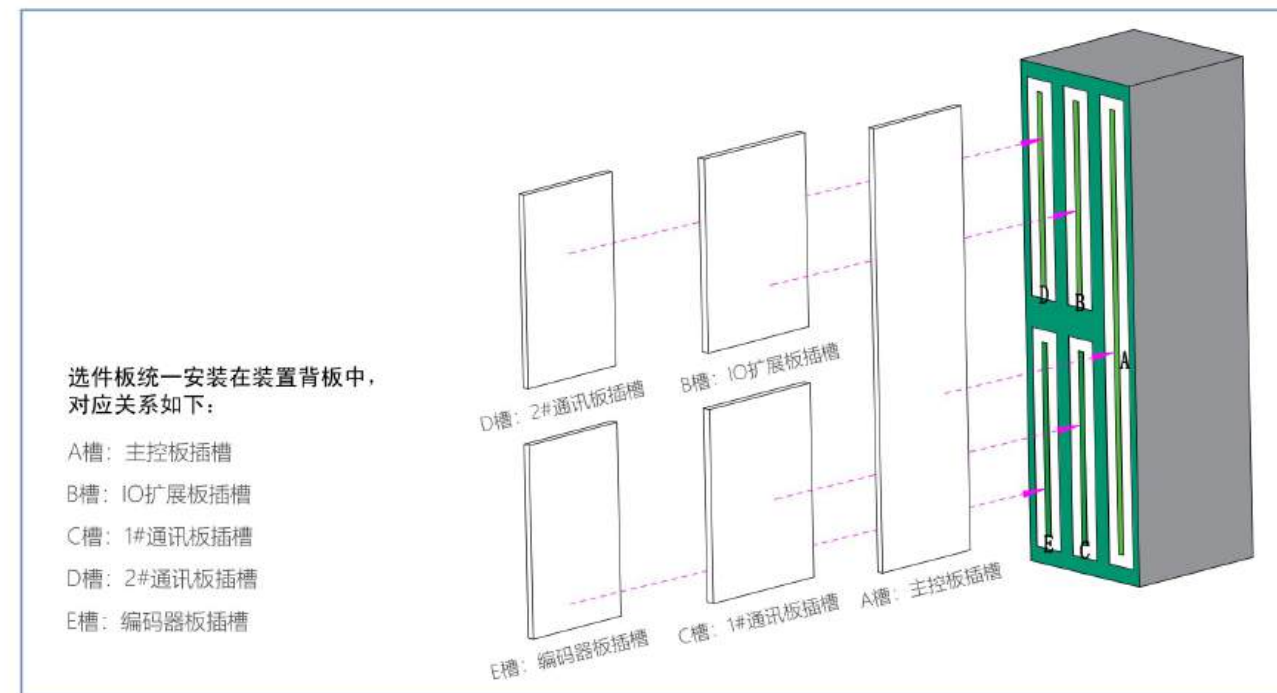 选件板统一安装在装置背板中，
对应关系如下：
A槽：主控板插槽
B槽：IO扩展板插槽
C槽：1#通讯板插槽
D槽：2#通讯板插槽
E槽：编码器板插槽
D槽：2#通讯板插槽
B槽：IO扩展板插槽
E槽：编码器板插槽
C槽：1#通讯板插槽
A槽：主控板插槽
D
B
A
E
C